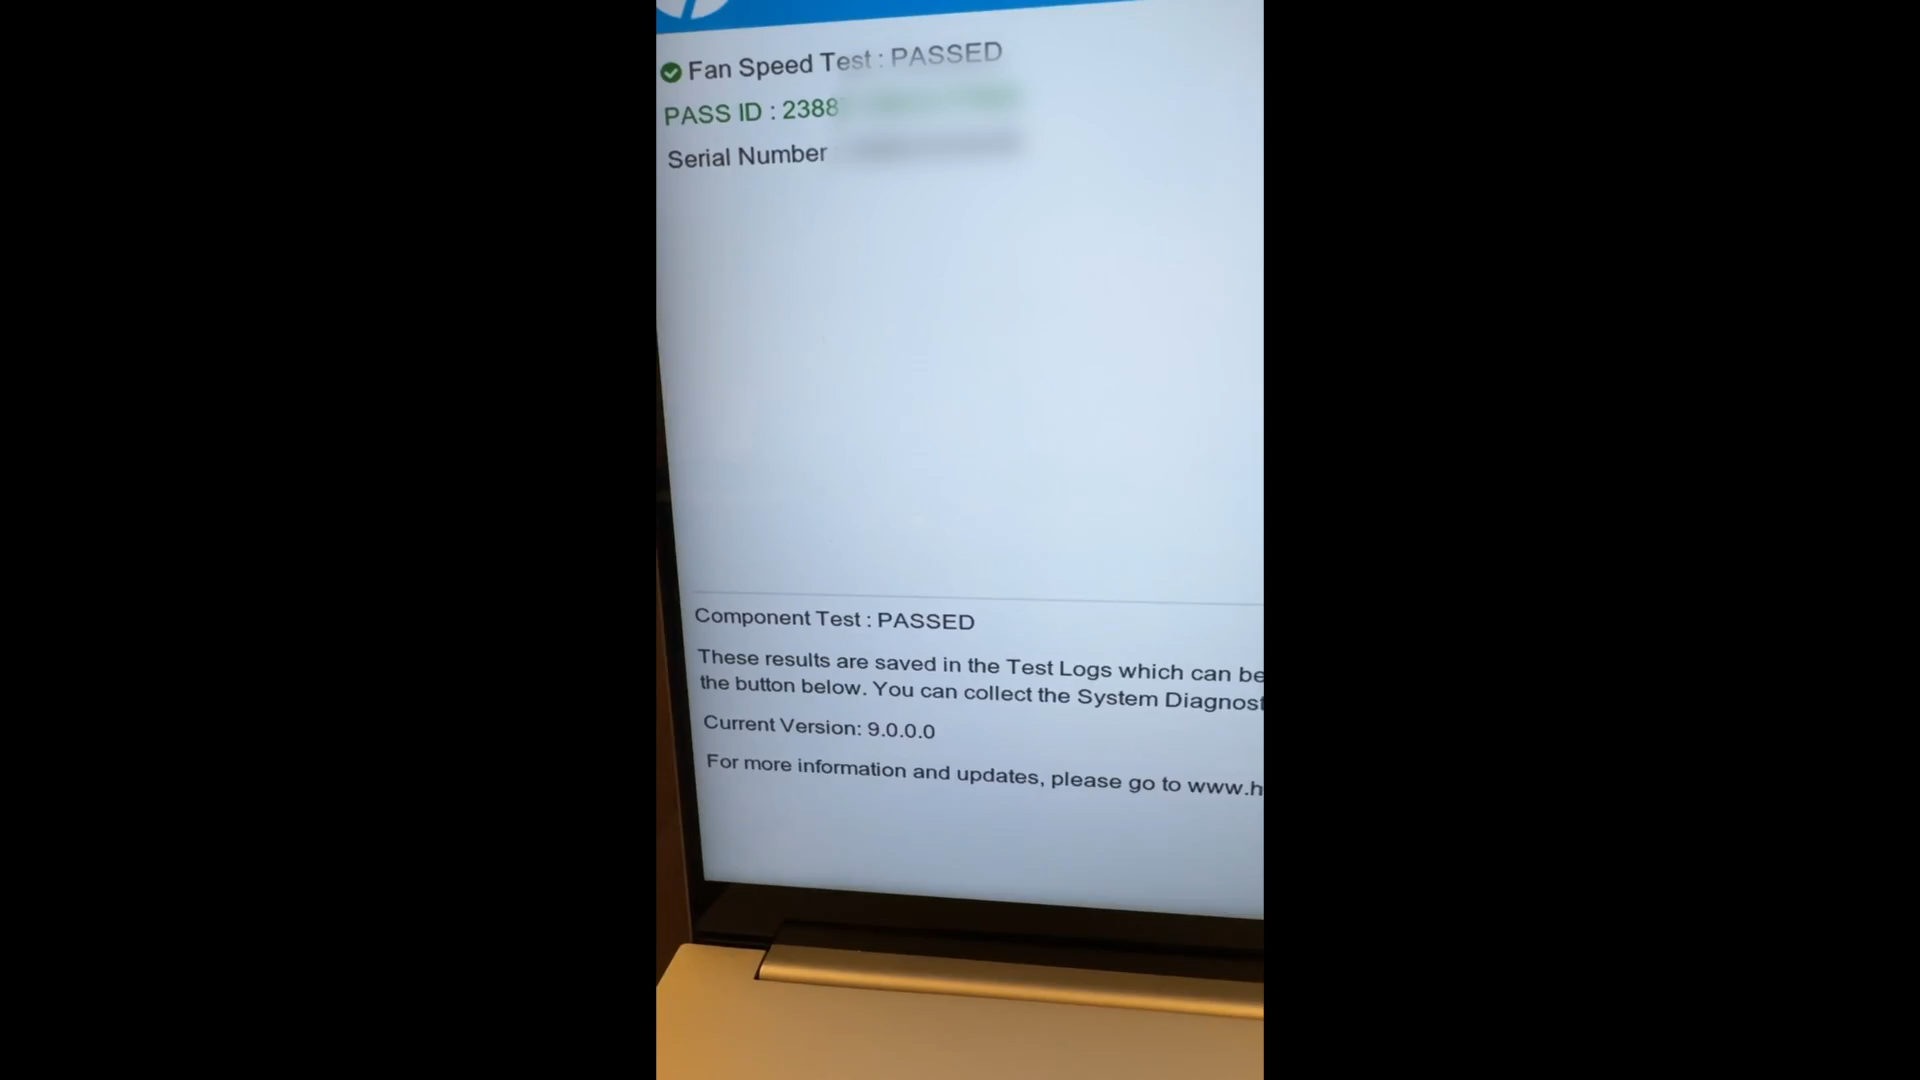 Fan Speed Test : PASSED
PASS ID : 2388
Serial Number
Component Test : PASSED
These results are saved in the Test Logs which can be
the button below. You can collect the System Diagnost
Current Version: 9.0.0.0
For more information and updates, please go to www.h